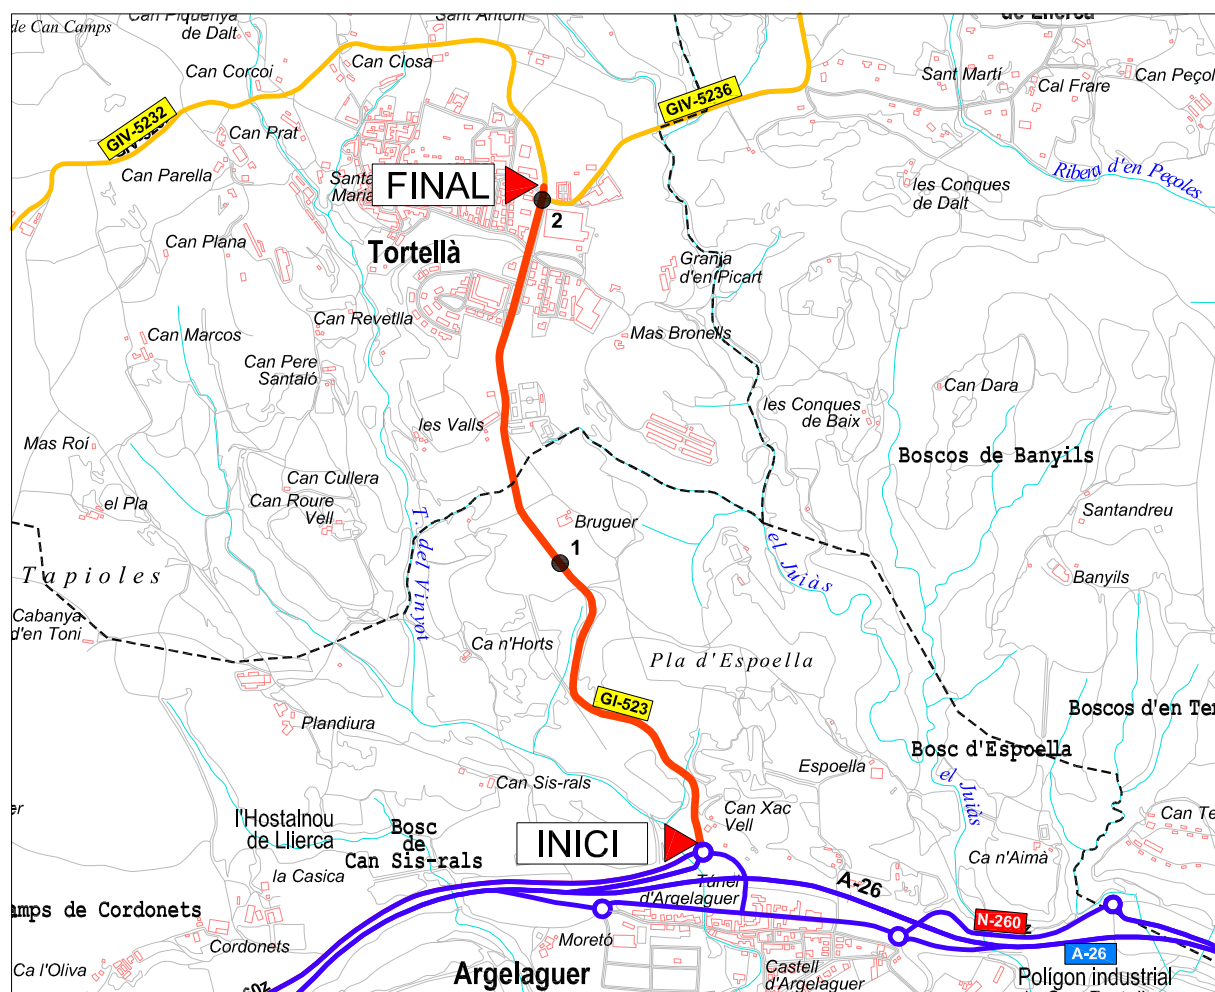 de Can Camps
Can Piquenya
de Dalt
Sant Antoni
de Llierca
Can Closa
Can Corcoi
Sant Martí
Can Peçol
Cal Frare
GIV-5232
GIV-5236
Can Prat
Can Parella
Santa
Maria
FINAL
2
Ribera d'en Peçoles
les Conques
de Dalt
Can Plana
Tortellà
Granja
d'en Picart
Can Revetlla
Can Marcos
Mas Bronells
Can Pere
Santaló
Can Dara
les Conques
de Baix
les Valls
Mas Roí
Boscos de Banyils
Can Cullera
Can Roure
Vell
el Pla
Santandreu
Bruguer
T. del Vinyot
el Juiàs
1
Tapioles
Banyils
Cabanya
d'en Toni
Ca n'Horts
Pla d'Espoella
GI-523
Plandiura
Boscos d'en Ter
Bosc d'Espoella
Espoella
Can Sis-rals
el Juiàs
Can Xac
Vell
Can Te
er
l'Hostalnou
de Llierca
Bosc
de
Can Sis-rals
INICI
Ca n'Aimà
la Casica
Túnel
d'Argelaguer
A-26
amps de Cordonets
N-260
Cordonets
Moretó
A-26
Ca l'Oliva
Argelaguer
Castell
d'Argelaguer
Polígon industrial